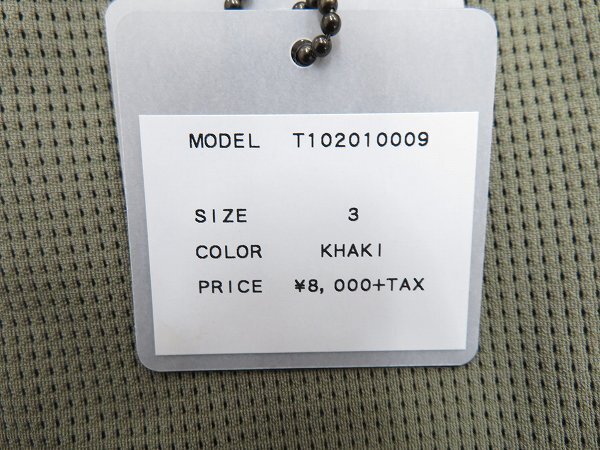 MODEL T102010009
SIZE 3
COLOR KHAKI
PRICE ¥8,000+TAX